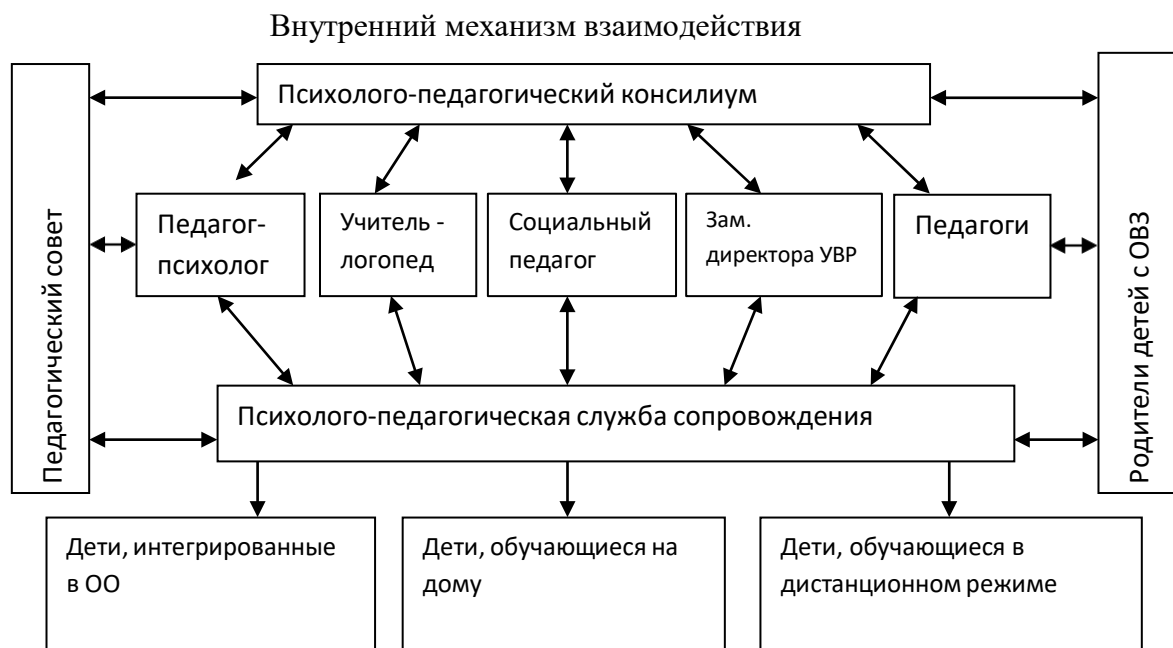 Внутренний механизм взаимодействия
Психолого-педагогический консилиум
Педагогический совет
Педагог-
психолог
Учитель -
логопед
Социальный
педагог
Зам.
директора УВР
Педагоги
Родители детей с ОВЗ
Психолого-педагогическая служба сопровождения
Дети, интегрированные
в ОО
Дети, обучающиеся на
дому
Дети, обучающиеся в
дистанционном режиме